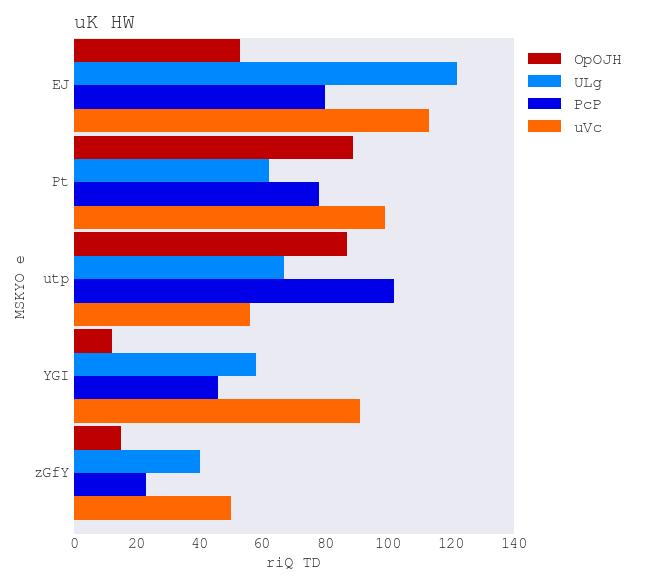 uK HW
OpOJH
ULg
PcP
uVc
EJ
Pt
utp
YGI
zGfY
MSKYO e
0 20 40 60 80 100 120 140
riQ TD